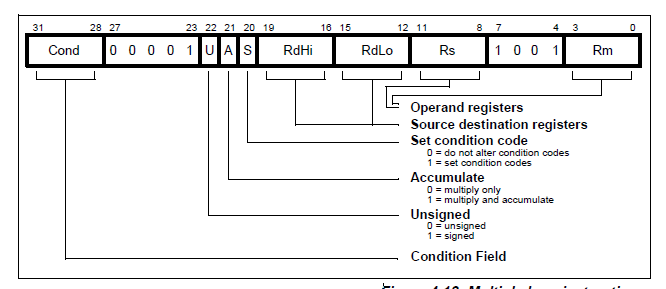 31 28 27 23 22 21 20 19 16 15 12 11 8 7 4 3 0
Cond 0 0 0 0 1 U A S RdHi RdLo Rs 1 0 0 1 Rm
Operand registers
Source destination registers
Set condition code
0 = do not alter condition codes
1 = set condition codes
Accumulate
0 = multiply only
1 = multiply and accumulate
Unsigned
0 = unsigned
1 = signed
Condition Field